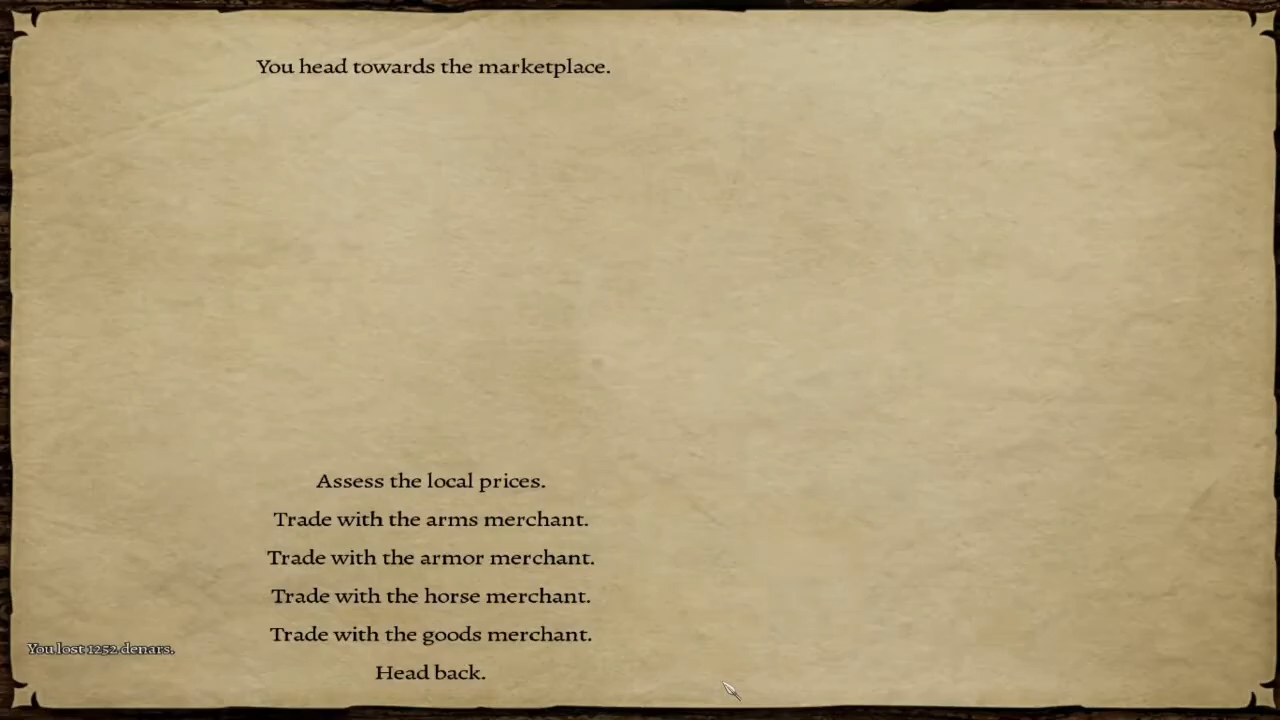 You head towards the marketplace.
Assess the local prices.
Trade with the arms merchant.
Trade with the armor merchant.
Trade with the horse merchant.
Trade with the goods merchant.
You lost 1252 denars.
Head back.